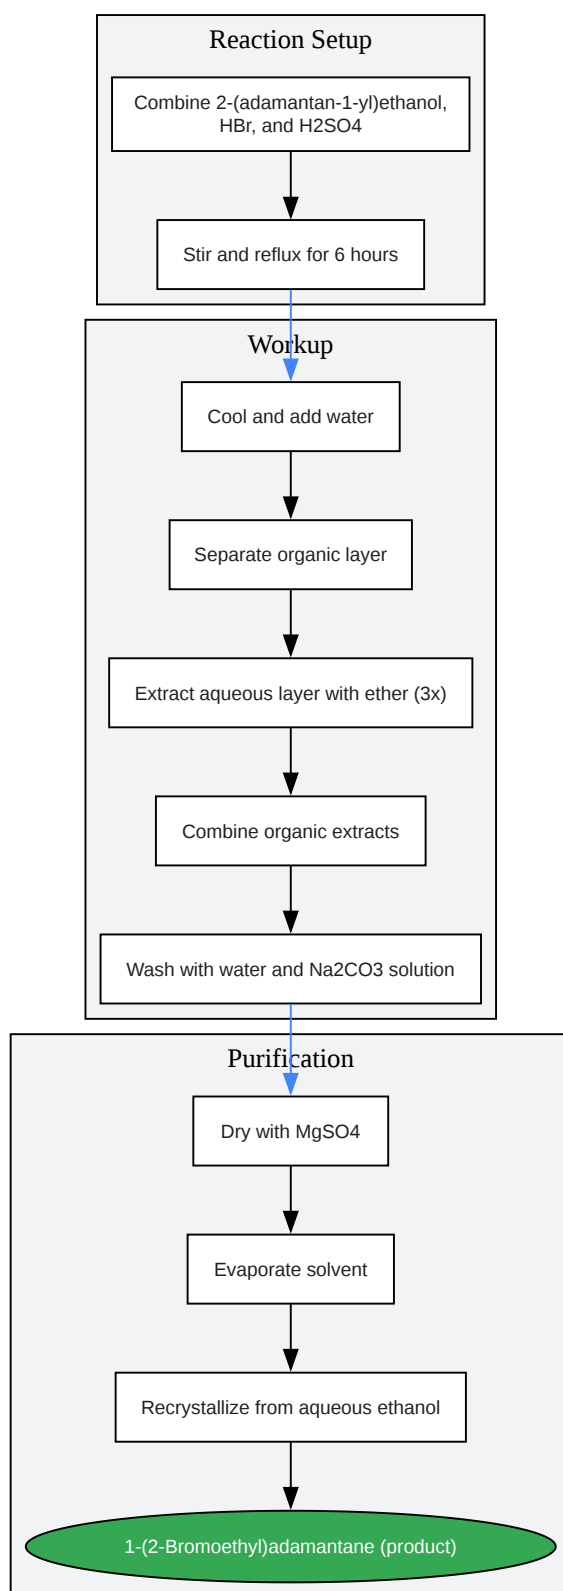 Reaction Setup
Combine 2-(adamantan-1-yl)ethanol,
HBr, and H2SO4
Stir and reflux for 6 hours
Workup
Cool and add water
Separate organic layer
Extract aqueous layer with ether (3x)
Combine organic extracts
Wash with water and Na2CO3 solution
Purification
Dry with MgSO4
Evaporate solvent
Recrystallize from aqueous ethanol
1-(2-Bromoethyl)adamantane (product)